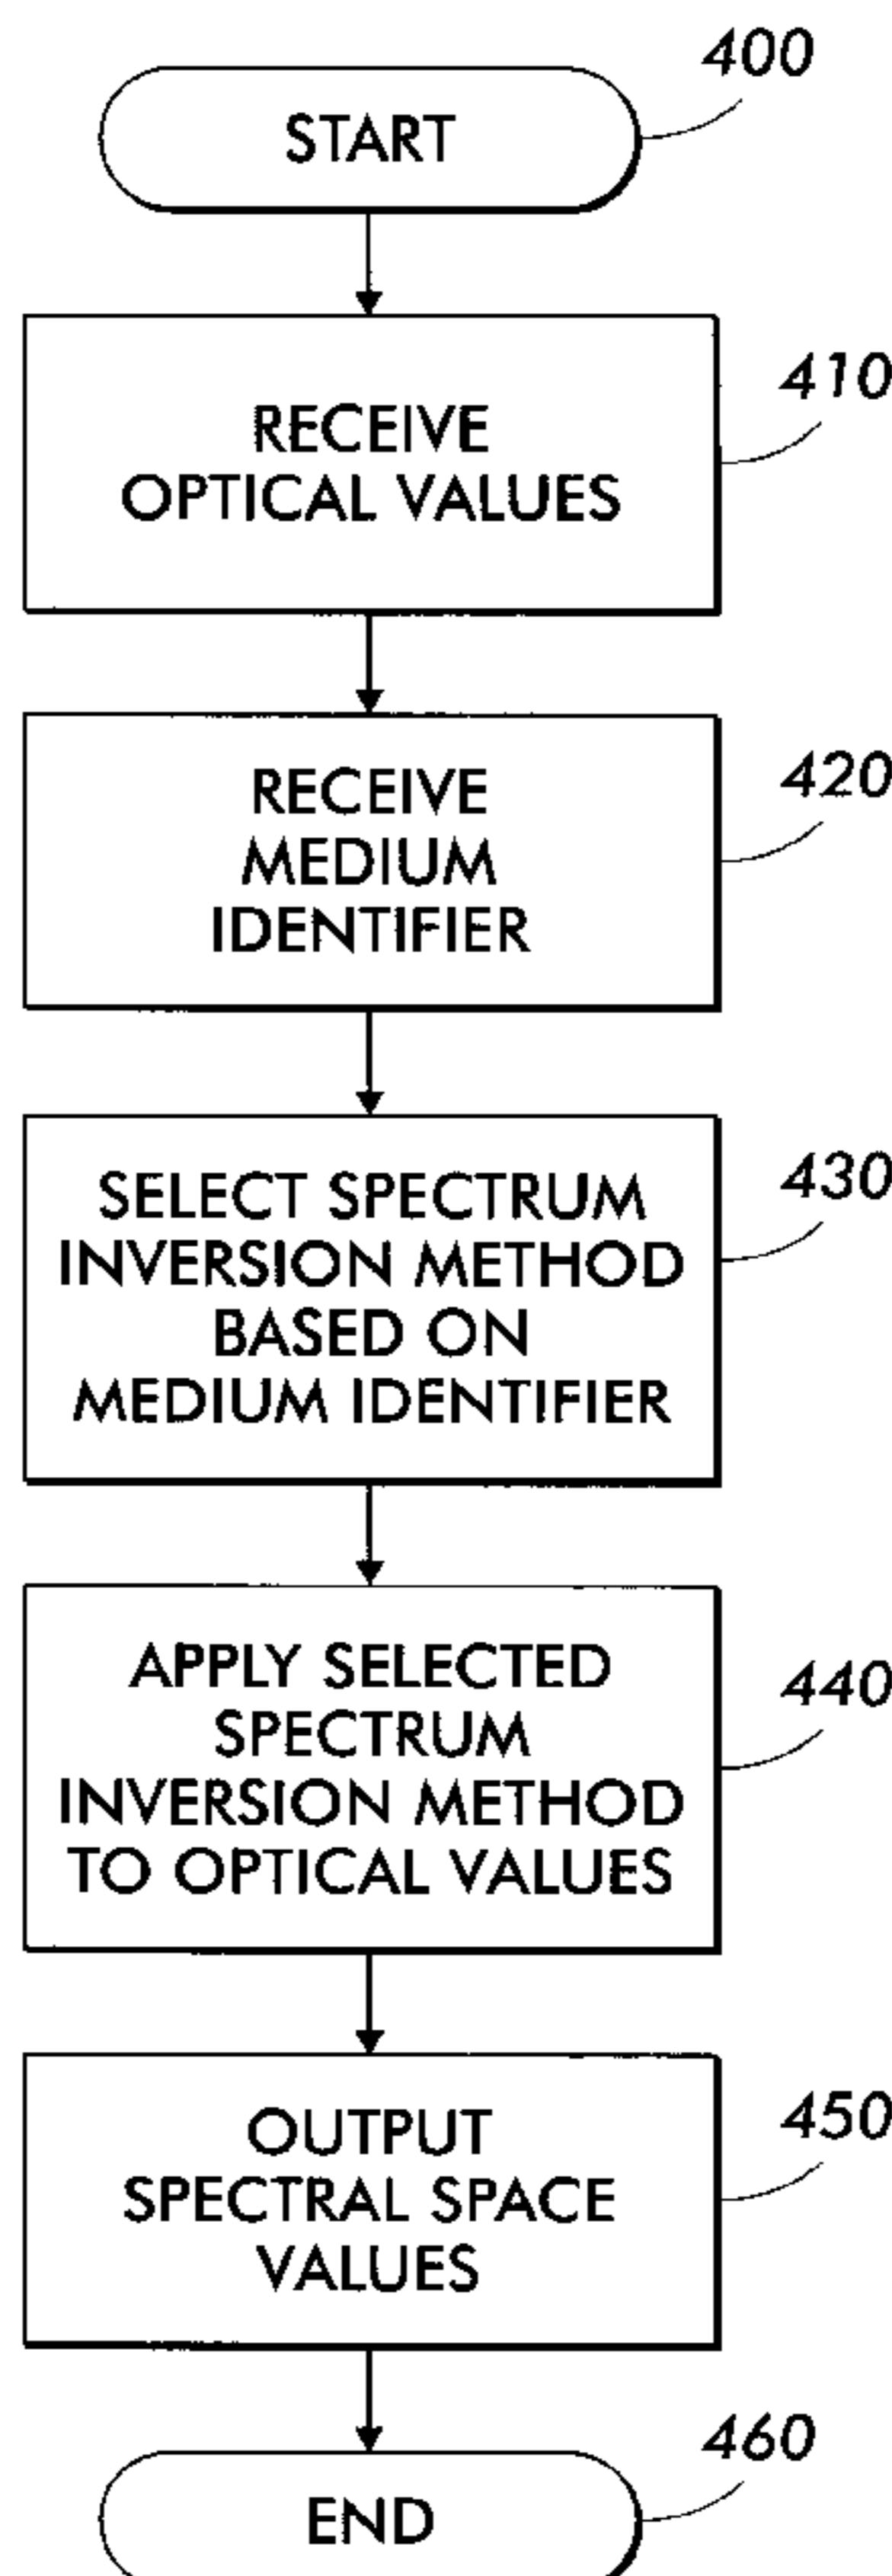 400
START
410
RECEIVE
OPTICAL VALUES
420
RECEIVE
MEDIUM
IDENTIFIER
430
SELECT SPECTRUM
INVERSION METHOD
BASED ON
MEDIUM IDENTIFIER
440
APPLY SELECTED
SPECTRUM
INVERSION METHOD
TO OPTICAL VALUES
450
OUTPUT
SPECTRAL SPACE
VALUES
460
END